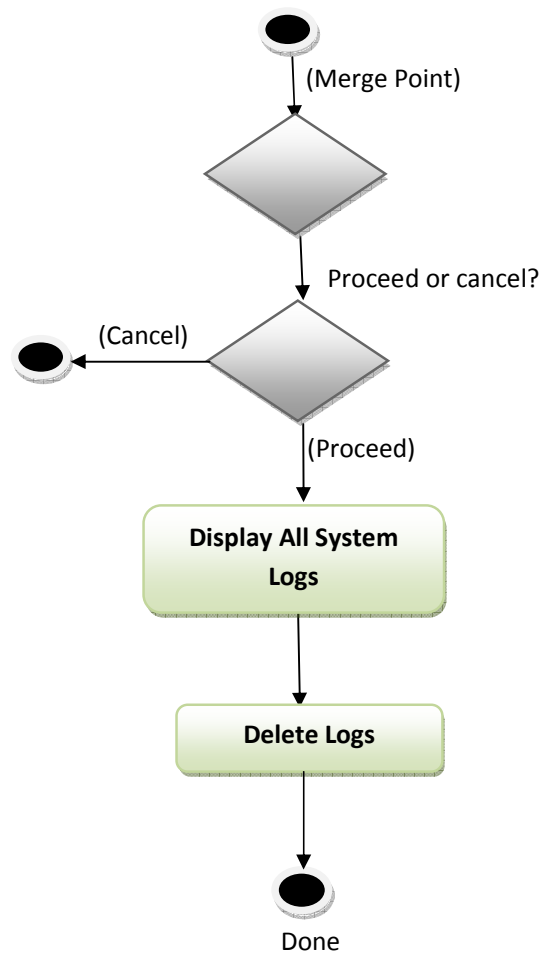 (Merge Point)
Proceed or cancel?
(Cancel)
(Proceed)
Display All System
Logs
Delete Logs
Done